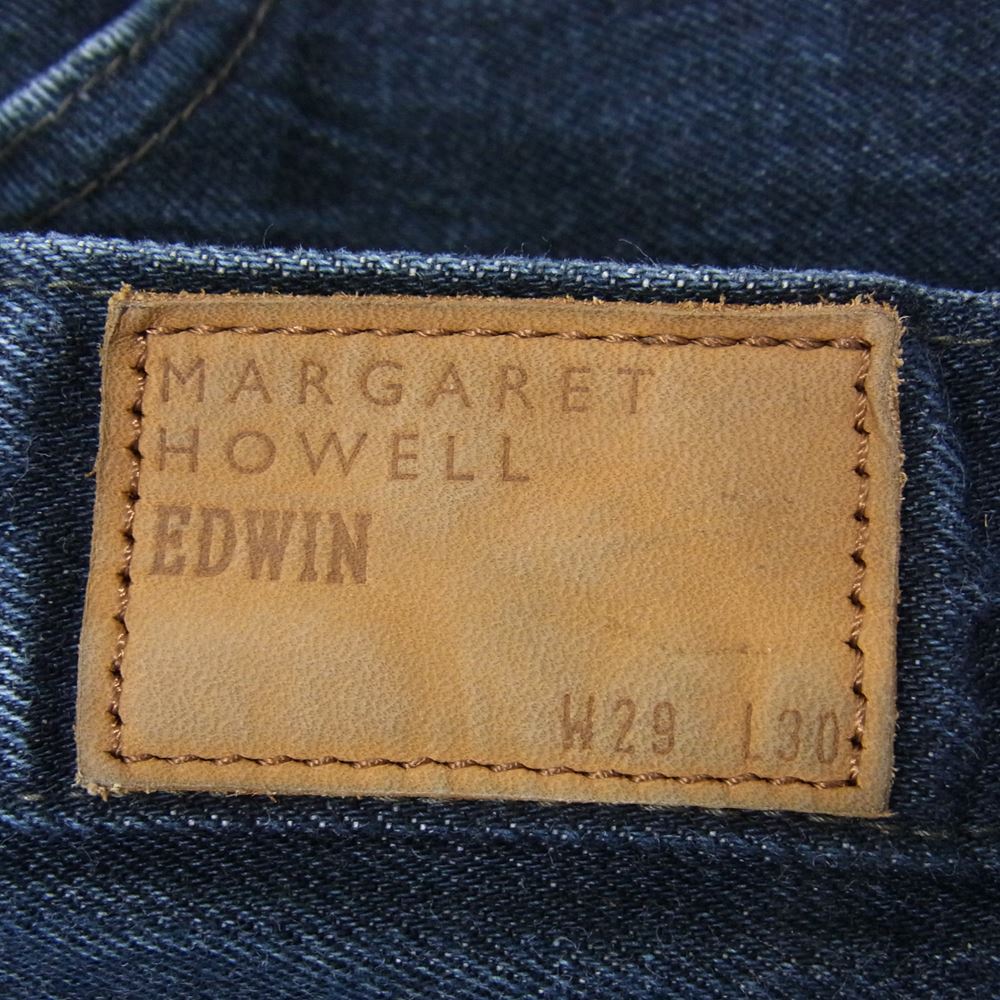 MARGARET
HOWELL
EDWIN
W29 L30